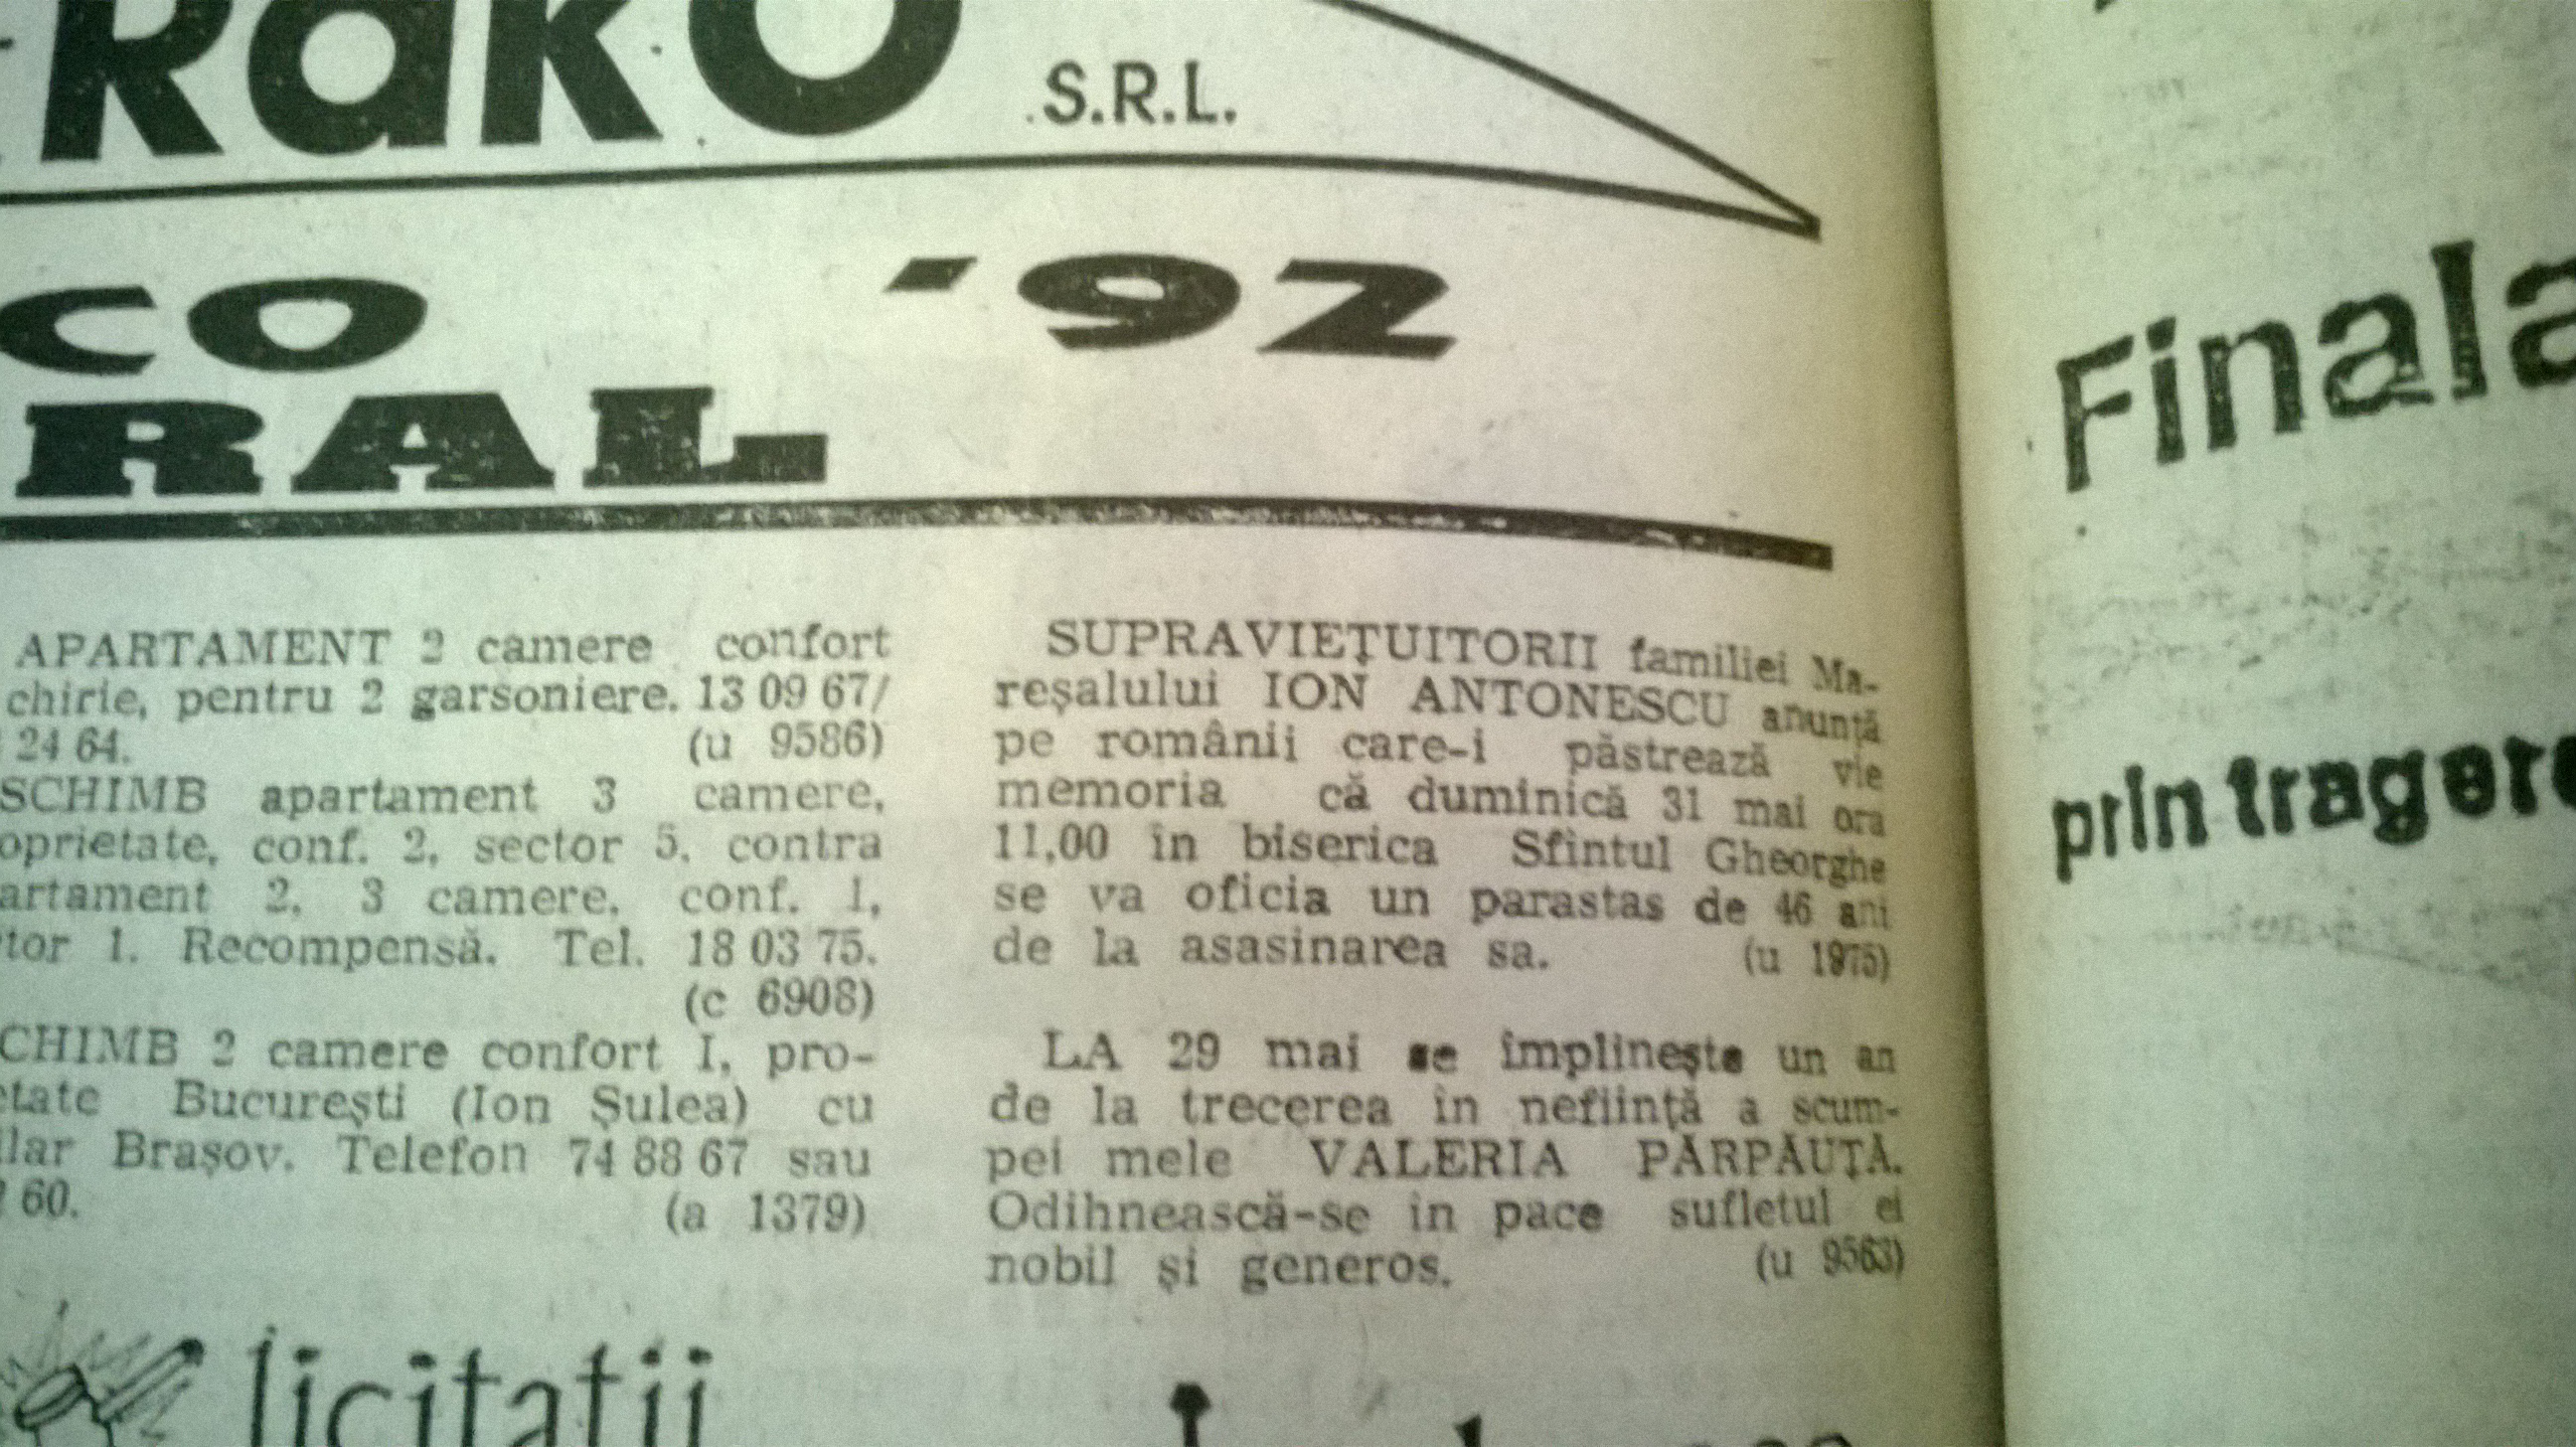 RakO
S.R.L.
CO '92
RAL
APARTAMENT 2 camere confort
chirie, pentru 2 garsoniere. 13 09 67/
24 64. (u 9586)
SCHIMB apartament 3 camere,
oprietate, conf. 2, sector 5, contra
artament 2, 3 camere, conf. 1,
tor 1. Recompensă. Tel. 18 03 75.
(c 6908)
CHIMB 2 camere confort I, pro-
etate București (Ion Șulea) cu
ilar Brașov. Telefon 74 88 67 sau
60. (a 1379)
licitatii
SUPRAVIEȚUITORII familiei Ma-
reșalului ION ANTONESCU anunță
pe românii care-i păstrează vie
memoria că duminică 31 mai ora
11,00 în biserica Sfîntul Gheorghe
se va oficia un parastas de 46 ani
de la asasinarea sa. (u 1975)
LA 29 mai se împlinește un an
de la trecerea în neființă a scum-
pei mele VALERIA PĂRPĂUȚĂ.
Odihnească-se în pace sufletul ei
nobil și generos. (u 9563)
Finala
prin tragere